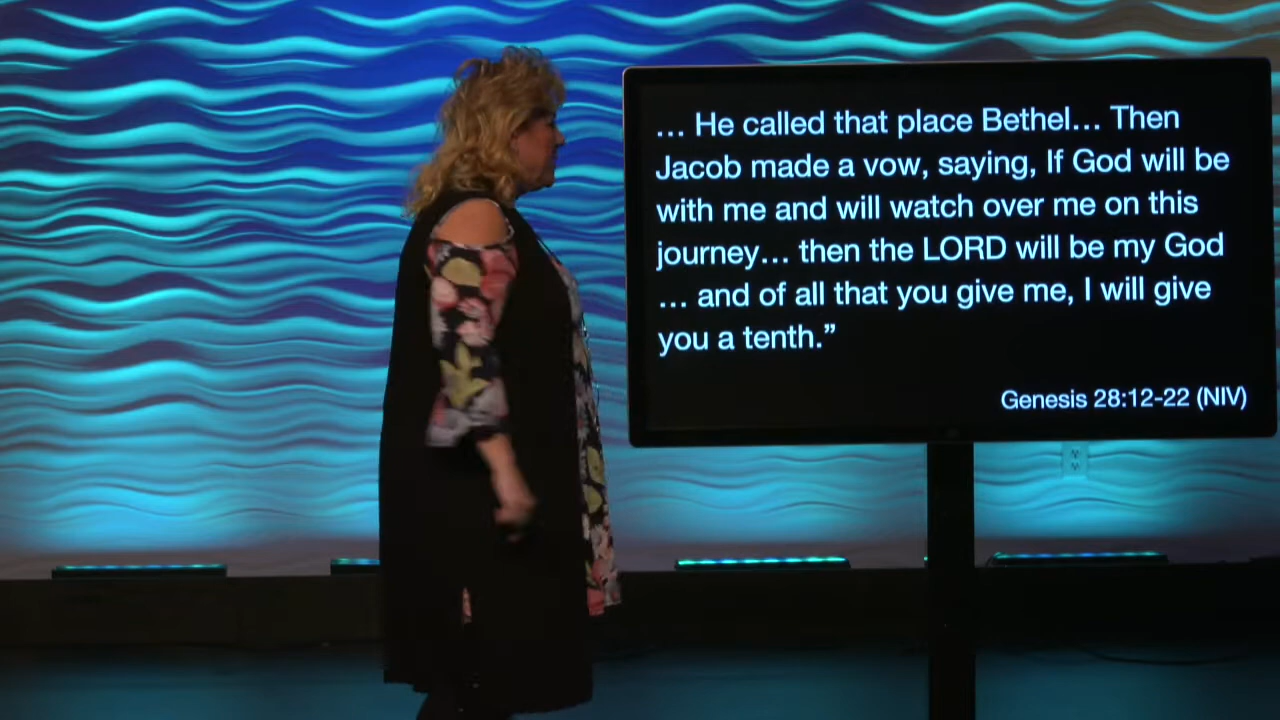 ... He called that place Bethel... Then
Jacob made a vow, saying, If God will be
with me and will watch over me on this
journey... then the LORD will be my God
... and of all that you give me, I will give
you a tenth.”
Genesis 28:12-22 (NIV)